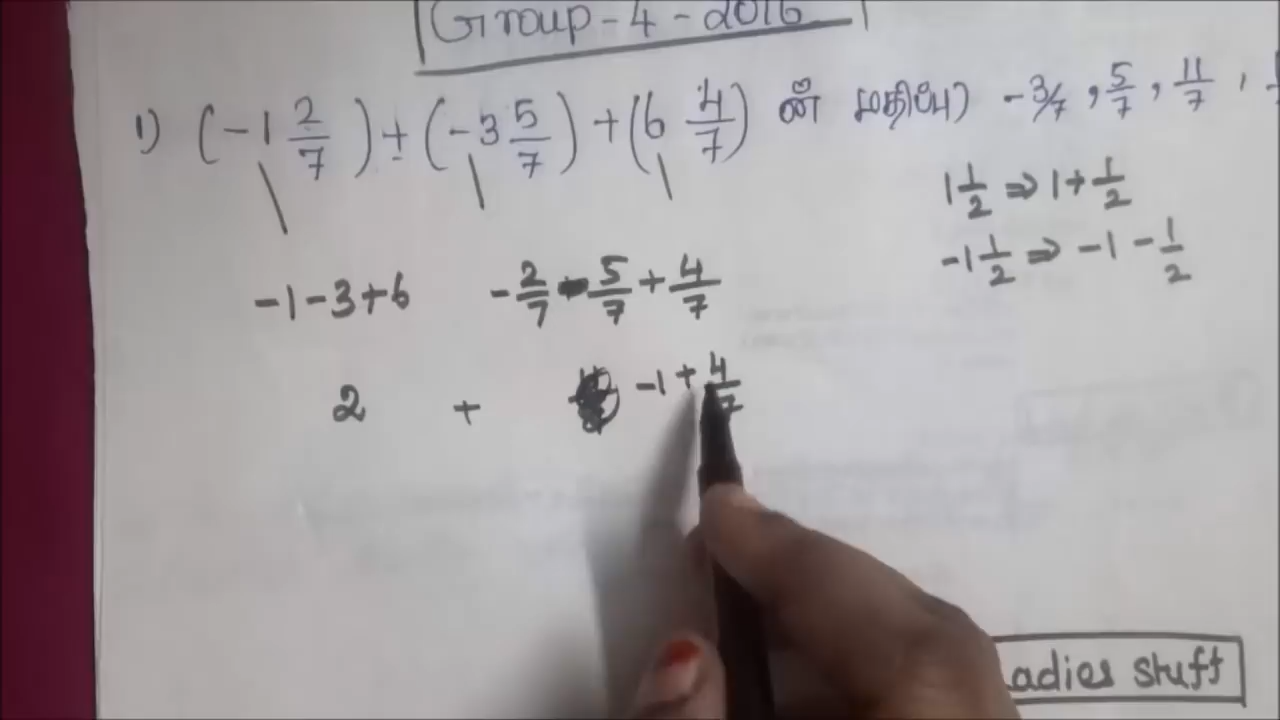 Group - 4 - 2016
1) (-1 2/7) + (-3 5/7) + (6 4/7) ன் மதிப்பு) -3/7, 5/7, 11/7,
1 1/2 ⇒ 1 + 1/2
-1 1/2 ⇒ -1 - 1/2
-1-3+6 -2/7 - 5/7 + 4/7
2 + -1 + 4/7
adies stuff